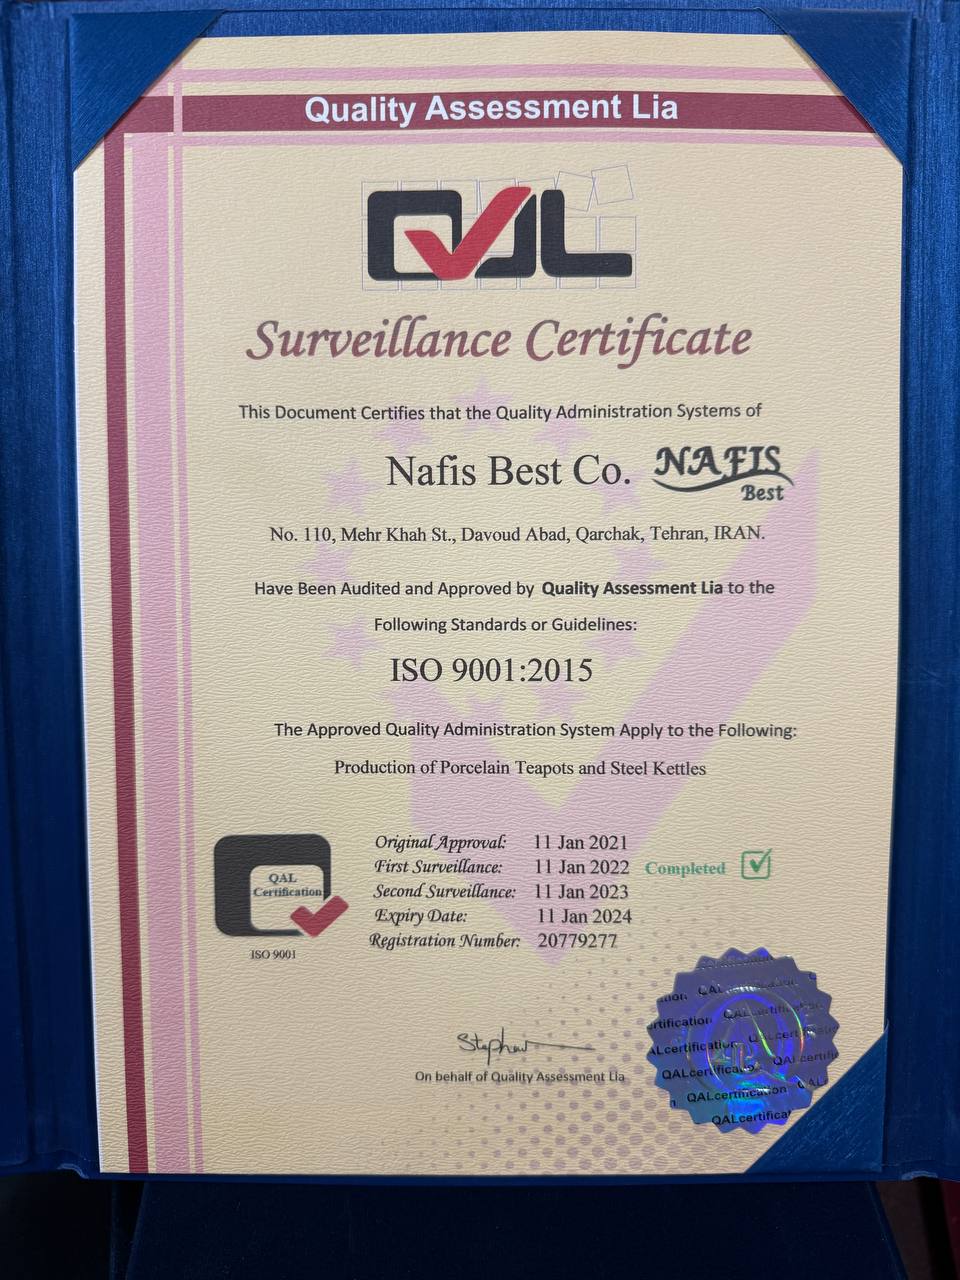 Quality Assessment Lia
QAL
Surveillance Certificate
This Document Certifies that the Quality Administration Systems of
Nafis Best Co.
NAFIS
Best
No. 110, Mehr Khah St., Davoud Abad, Qarchak, Tehran, IRAN.
Have Been Audited and Approved by Quality Assessment Lia to the
Following Standards or Guidelines:
ISO 9001:2015
The Approved Quality Administration System Apply to the Following:
Production of Porcelain Teapots and Steel Kettles
QAL
Certification
ISO 9001
Original Approval: 11 Jan 2021
First Surveillance: 11 Jan 2022 Completed
Second Surveillance: 11 Jan 2023
Expiry Date: 11 Jan 2024
Registration Number: 20779277
Stephan
On behalf of Quality Assessment Lia
QALcertification
QALcertification